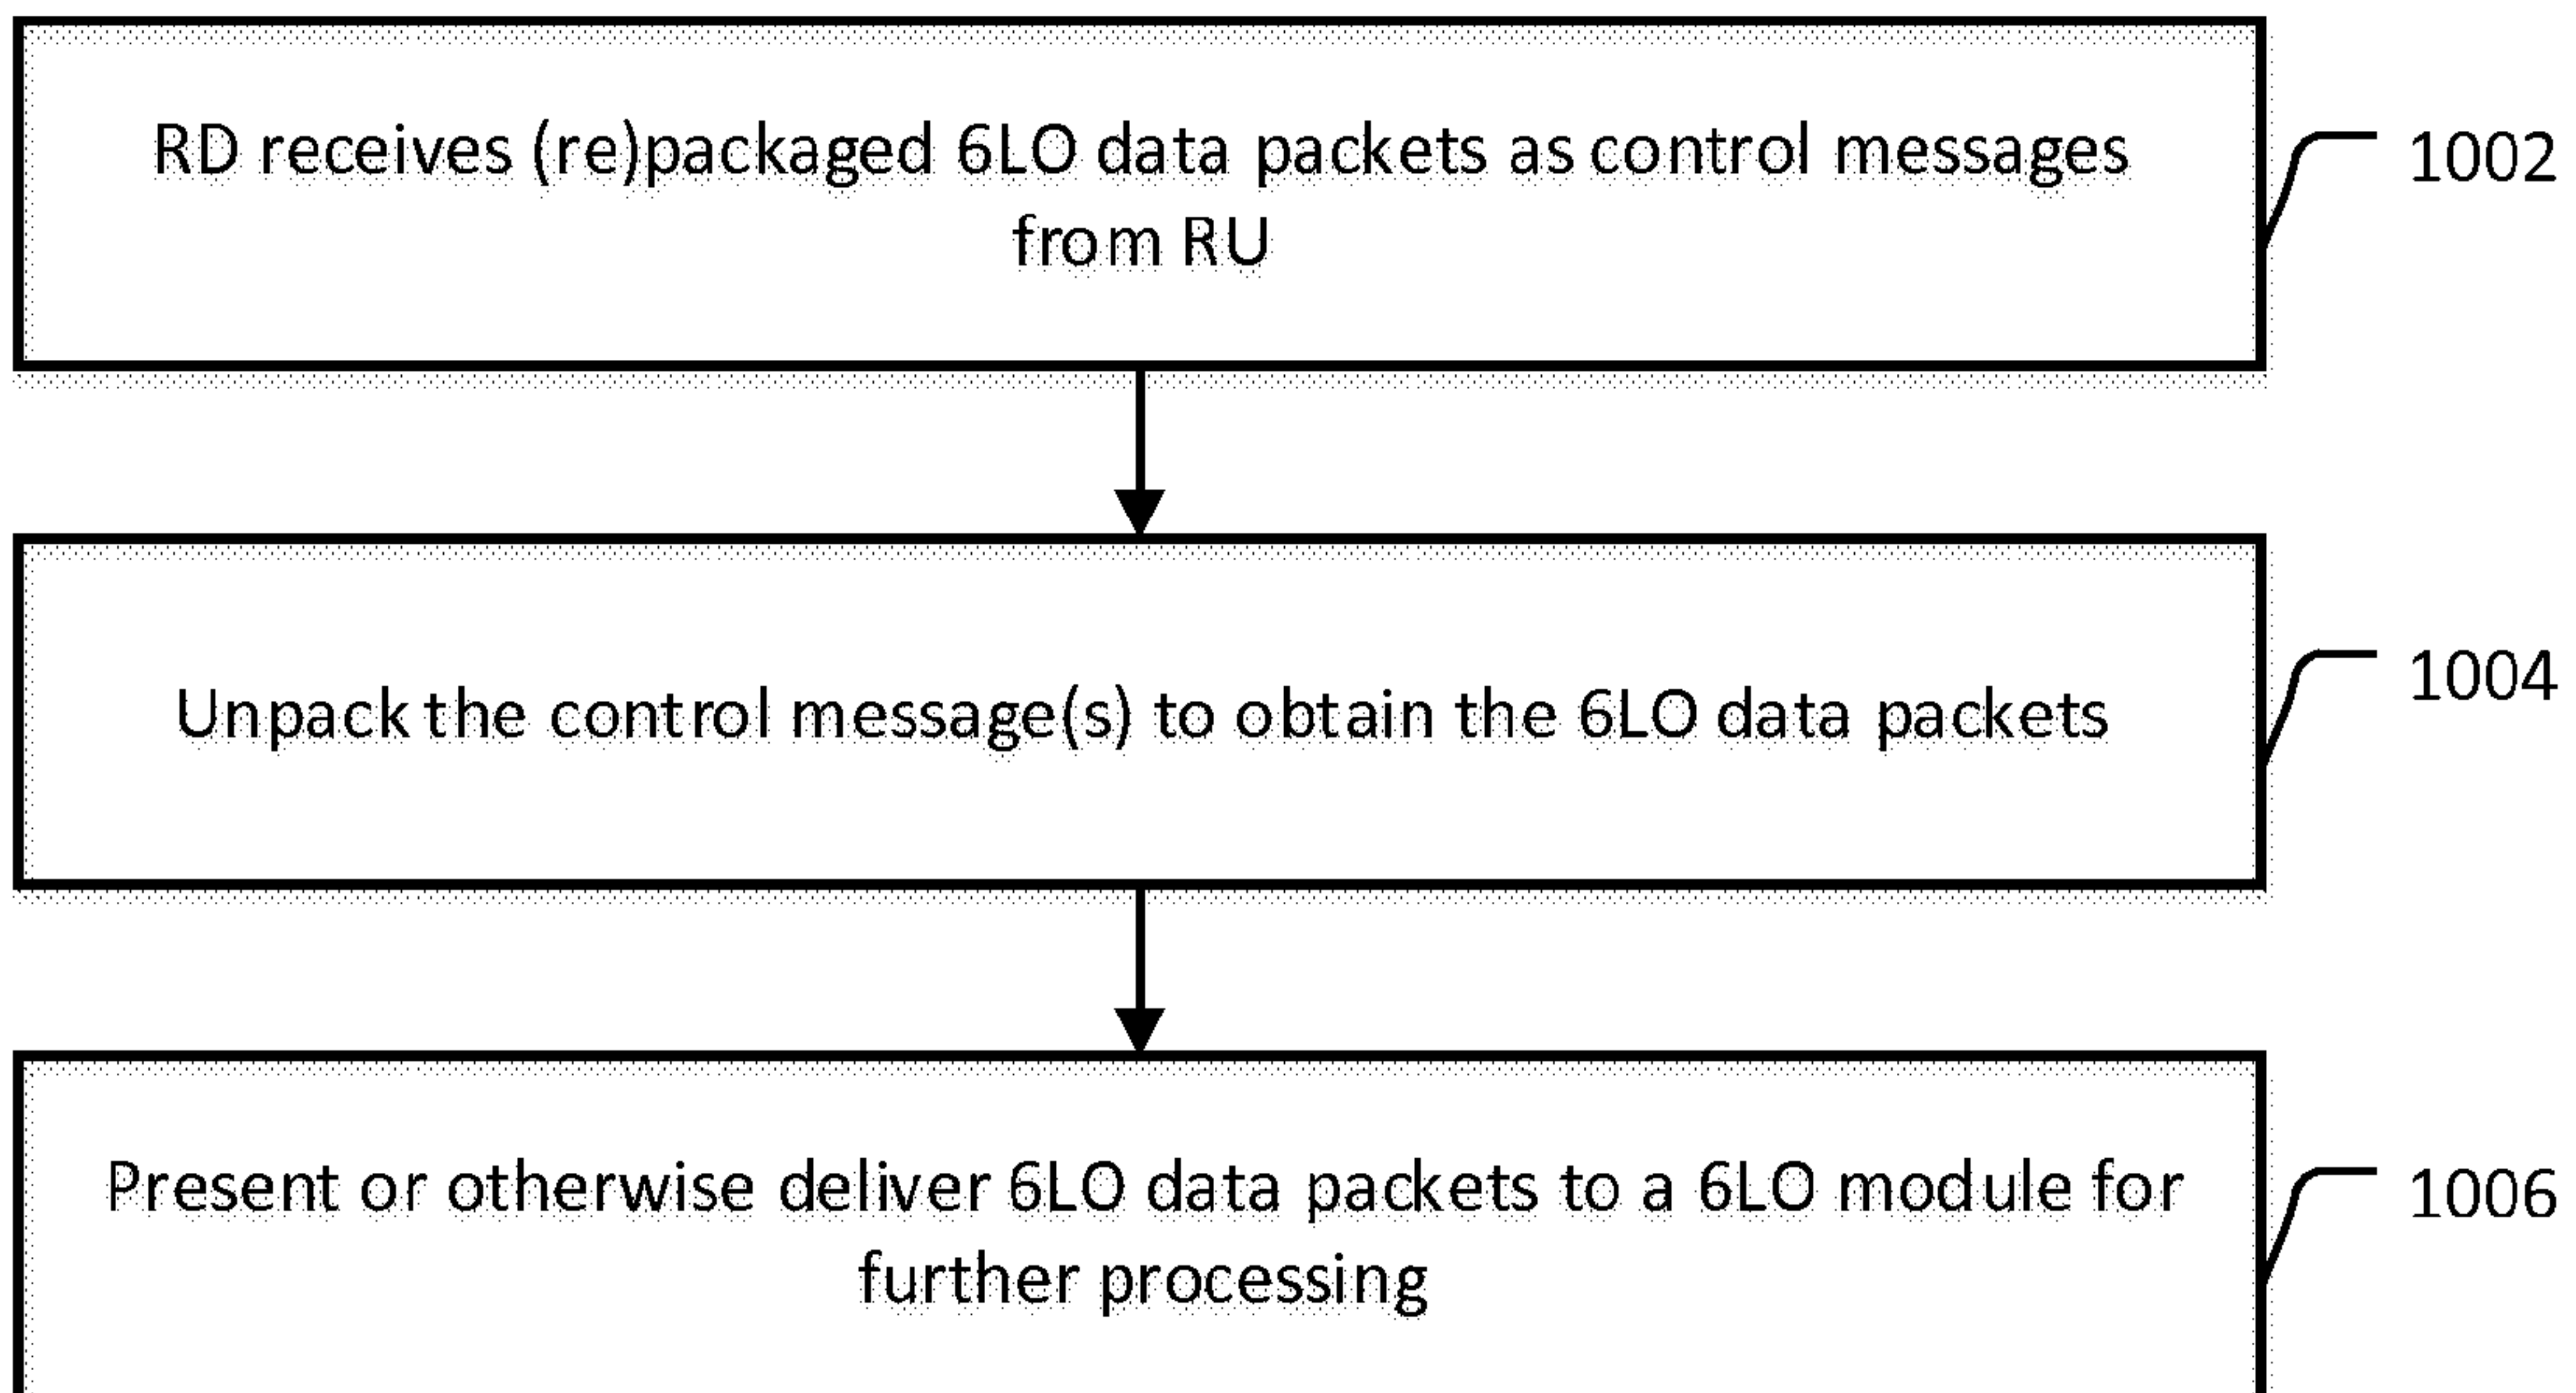 RD receives (re)packaged 6LO data packets as control messages
from RU
1002
Unpack the control message(s) to obtain the 6LO data packets
1004
Present or otherwise deliver 6LO data packets to a 6LO module for
further processing
1006